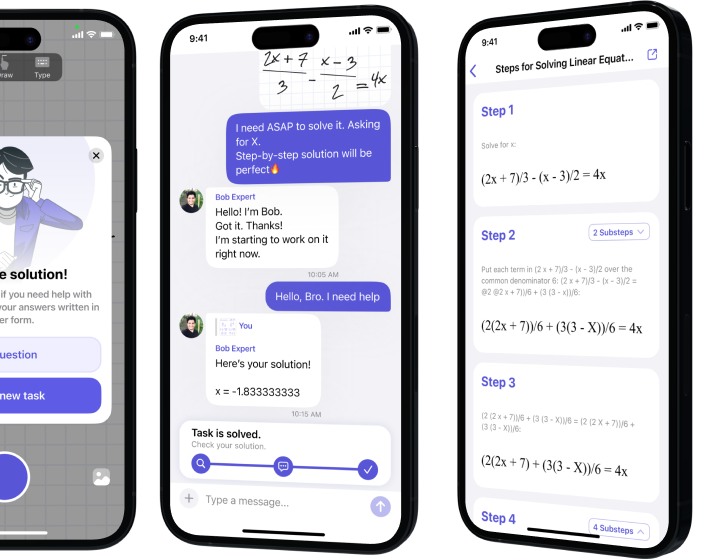 Type
e solution!
if you need help with
your answers written in
er form.
uestion
new task
9:41
2x + 7
3
-
x - 3
2
= 4x
I need ASAP to solve it. Asking
for X.
Step-by-step solution will be
perfect🔥
Bob Expert
Hello! I'm Bob.
Got it. Thanks!
I'm starting to work on it
right now.
10:05 AM
Hello, Bro. I need help
You
Bob Expert
Here's your solution!
x = -1.833333333
10:15 AM
Task is solved.
Check your solution.
Type a message...
9:41
Steps for Solving Linear Equat...
Step 1
Solve for x:
(2x + 7)/3 - (x - 3)/2 = 4x
Step 2
2 Substeps
Put each term in (2 x + 7)/3 - (x - 3)/2 over the
common denominator 6: (2 x + 7)/3 - (x - 3)/2 =
@2 @2 x + 7))/6 + (3 (3 - x))/6:
(2(2x + 7))/6 + (3(3 - X))/6 = 4x
Step 3
(2 (2 x + 7))/6 + (3 (3 - X))/6 = (2 (2 X + 7))/6 +
(3 (3 - X))/6:
(2(2x + 7) + (3(3 - X))/6 = 4x
Step 4
4 Substeps